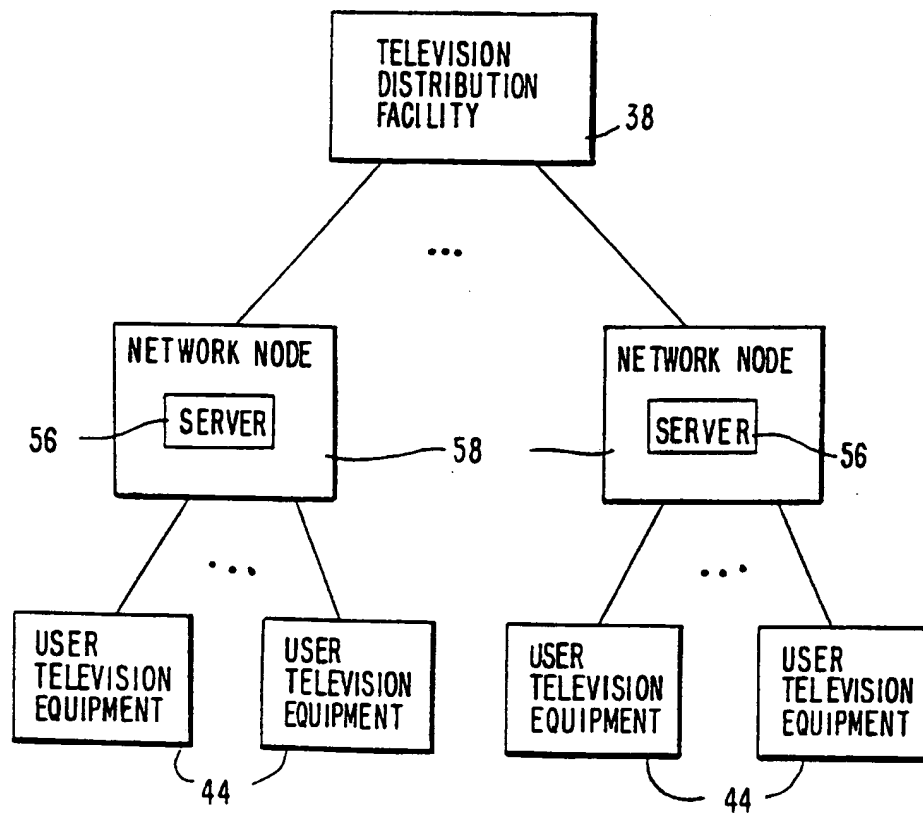 TELEVISION
DISTRIBUTION
FACILITY
38
...
NETWORK NODE
SERVER
56
58
NETWORK NODE
SERVER
56
...
...
USER
TELEVISION
EQUIPMENT
USER
TELEVISION
EQUIPMENT
USER
TELEVISION
EQUIPMENT
USER
TELEVISION
EQUIPMENT
44
44